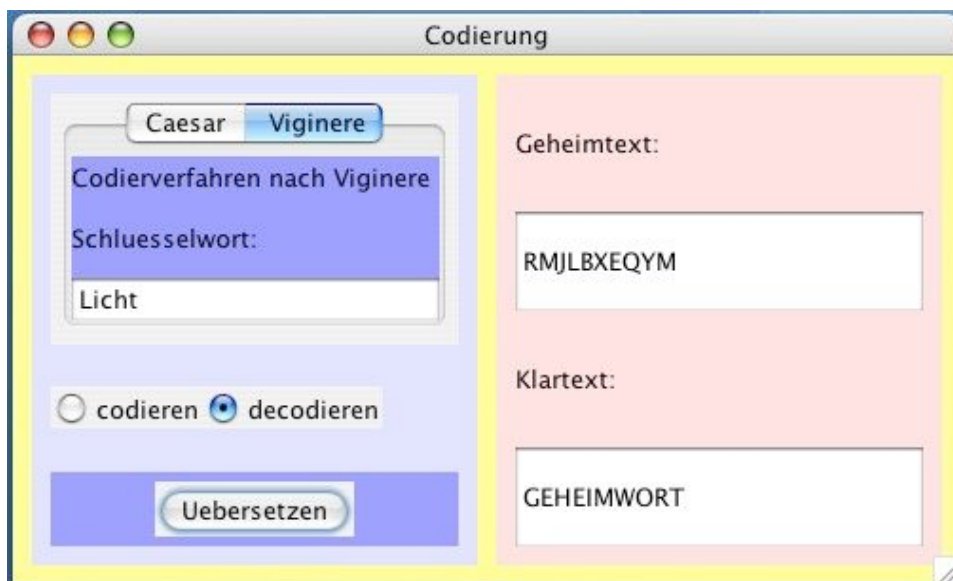 Codierung
Caesar Viginere
Codierverfahren nach Viginere
Schluesselwort:
Licht
codieren decodieren
Uebersetzen
Geheimtext:
RMJLBXEQYM
Klartext:
GEHEIMWORT